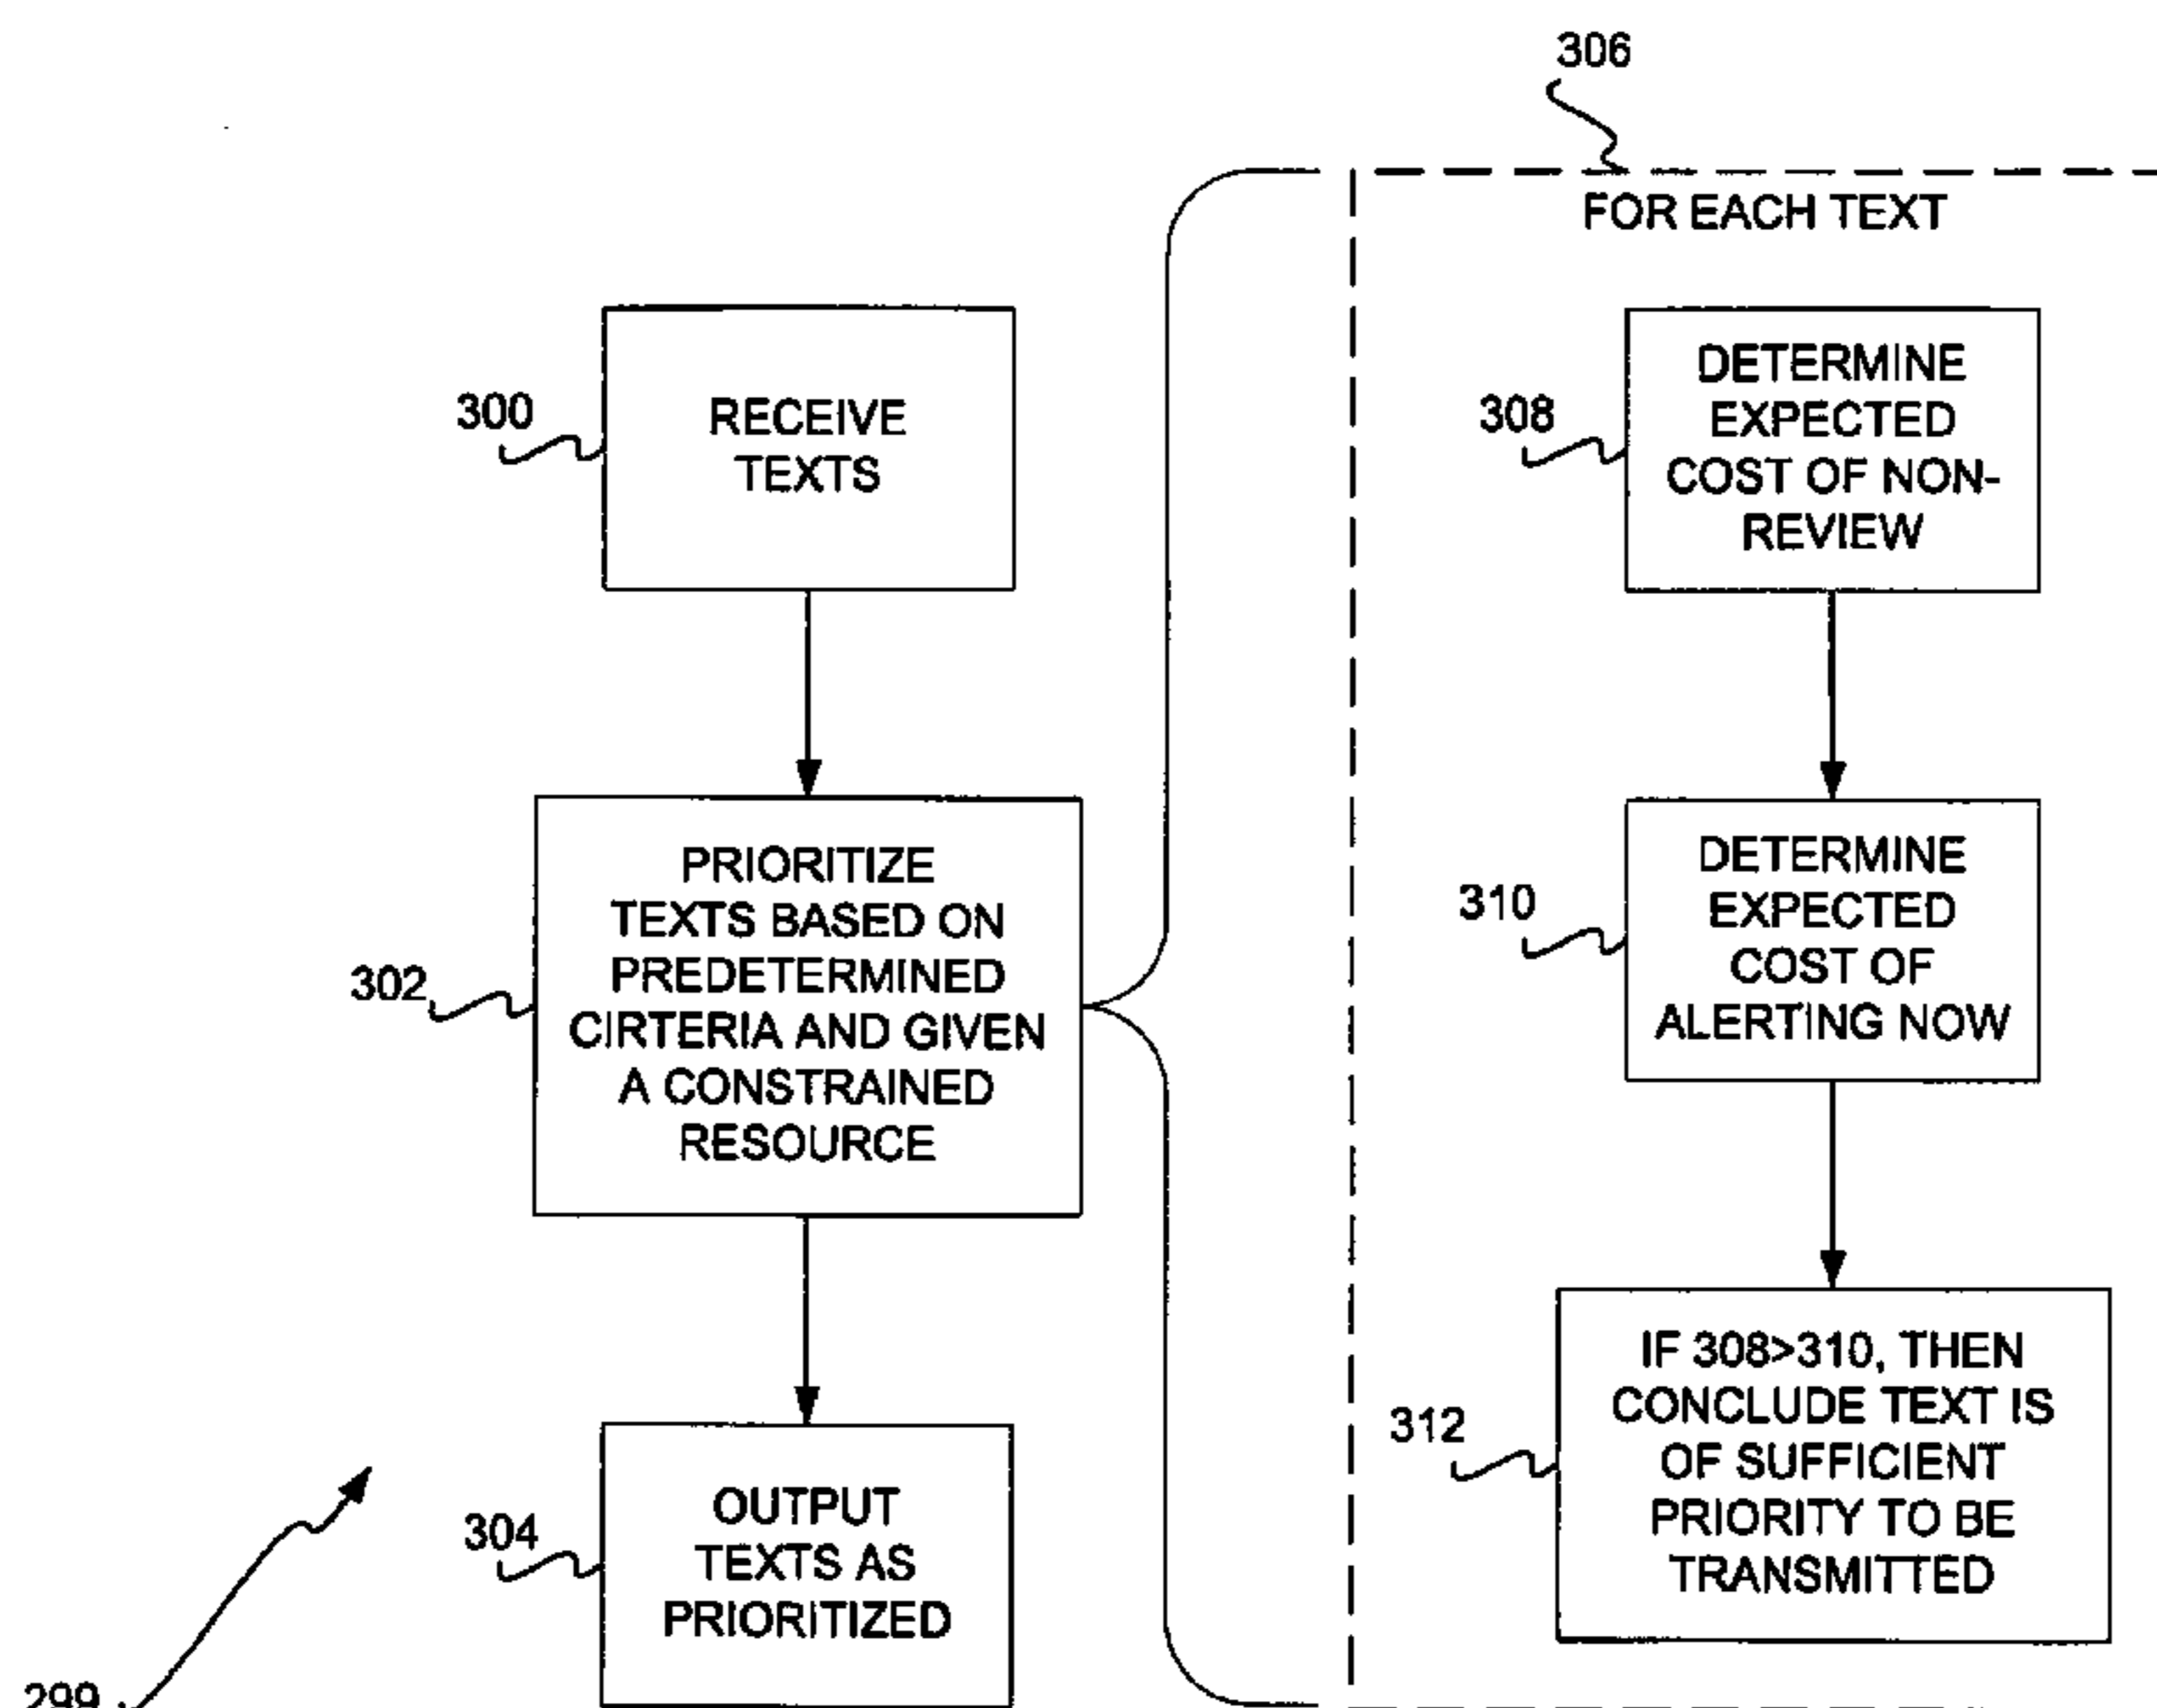 306
FOR EACH TEXT
300
RECEIVE
TEXTS
308
DETERMINE
EXPECTED
COST OF NON-
REVIEW
302
PRIORITIZE
TEXTS BASED ON
PREDETERMINED
CIRTERIA AND GIVEN
A CONSTRAINED
RESOURCE
310
DETERMINE
EXPECTED
COST OF
ALERTING NOW
304
OUTPUT
TEXTS AS
PRIORITIZED
312
IF 308>310, THEN
CONCLUDE TEXT IS
OF SUFFICIENT
PRIORITY TO BE
TRANSMITTED
299